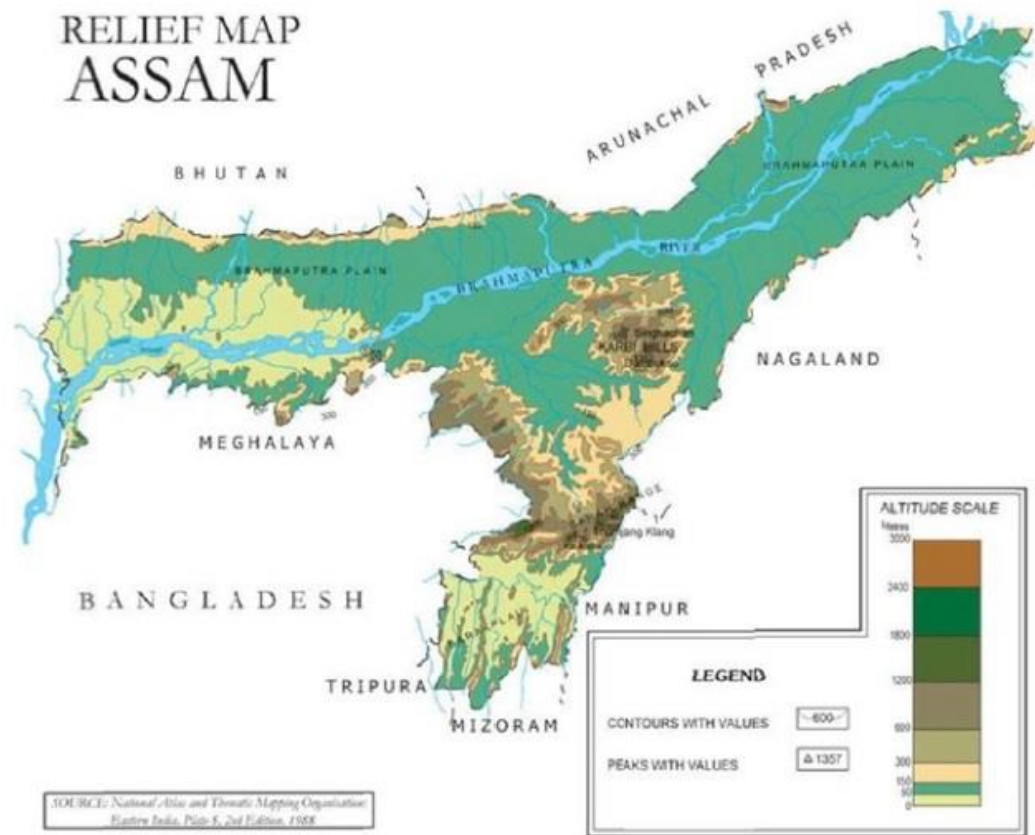 RELIEF MAP
ASSAM
ARUNACHAL PRADESH
BHUTAN
BRAHMAPUTRA PLAIN
BRAHMAPUTRA PLAIN
BRAHMAPUTRA
RIVER
KARBI HILLS
NAGALAND
MEGHALAYA
300
BANGLADESH
MANIPUR
TRIPURA
MIZORAM
ALTITUDE SCALE
Metres
3000
2400
1800
1200
600
300
150
50
0
LEGEND
CONTOURS WITH VALUES
600
PEAKS WITH VALUES
△ 1357
SOURCE: National Atlas and Thematic Mapping Organisation
Eastern India, Plate 8, 2nd Edition, 1988